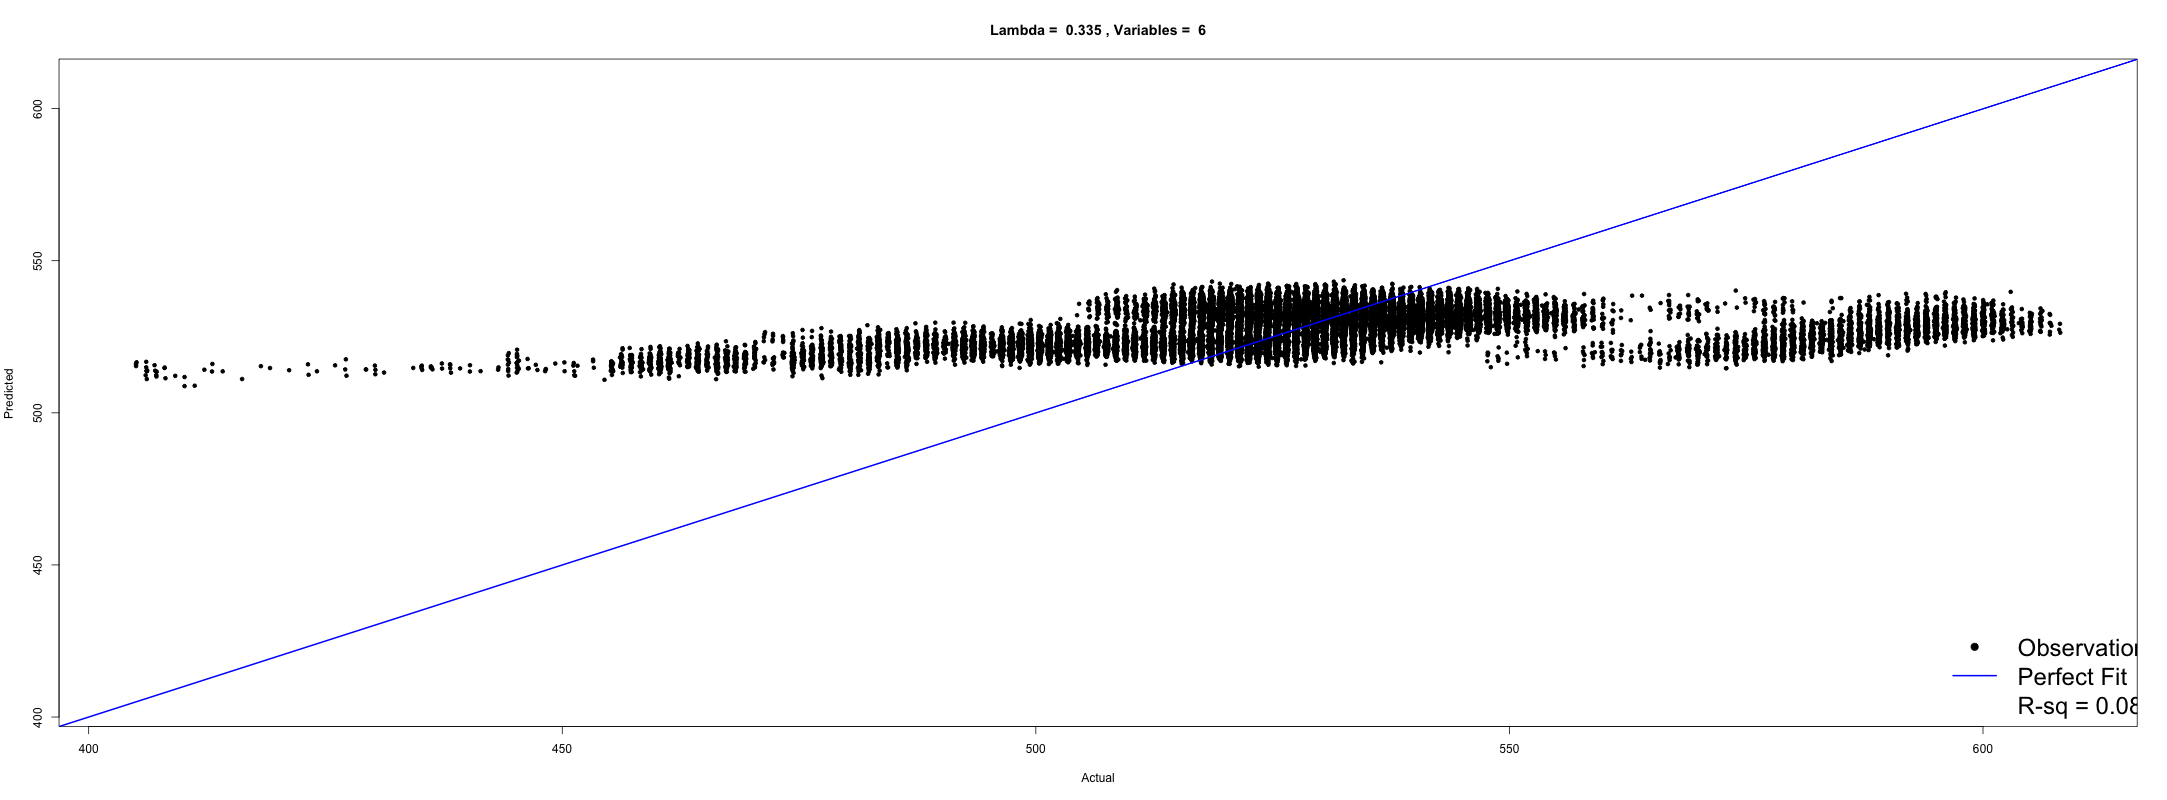 Lambda = 0.335 , Variables = 6
Predicted
600
550
500
450
400
400 450 500 550 600
Actual
Observation
Perfect Fit
R-sq = 0.08